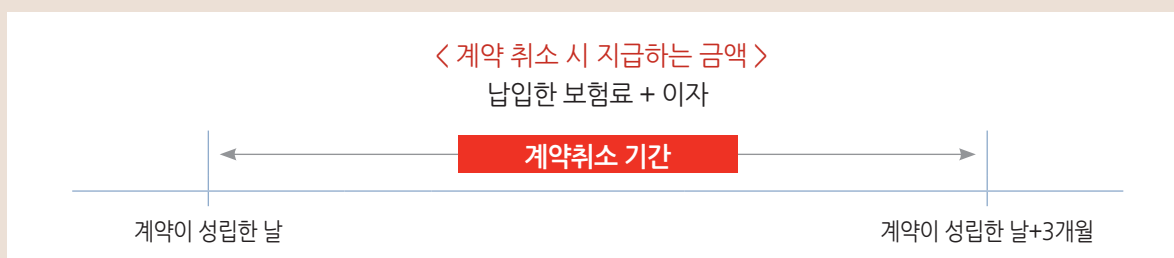 < 계약 취소 시 지급하는 금액 >
납입한 보험료 + 이자
계약취소 기간
계약이 성립한 날
계약이 성립한 날+3개월